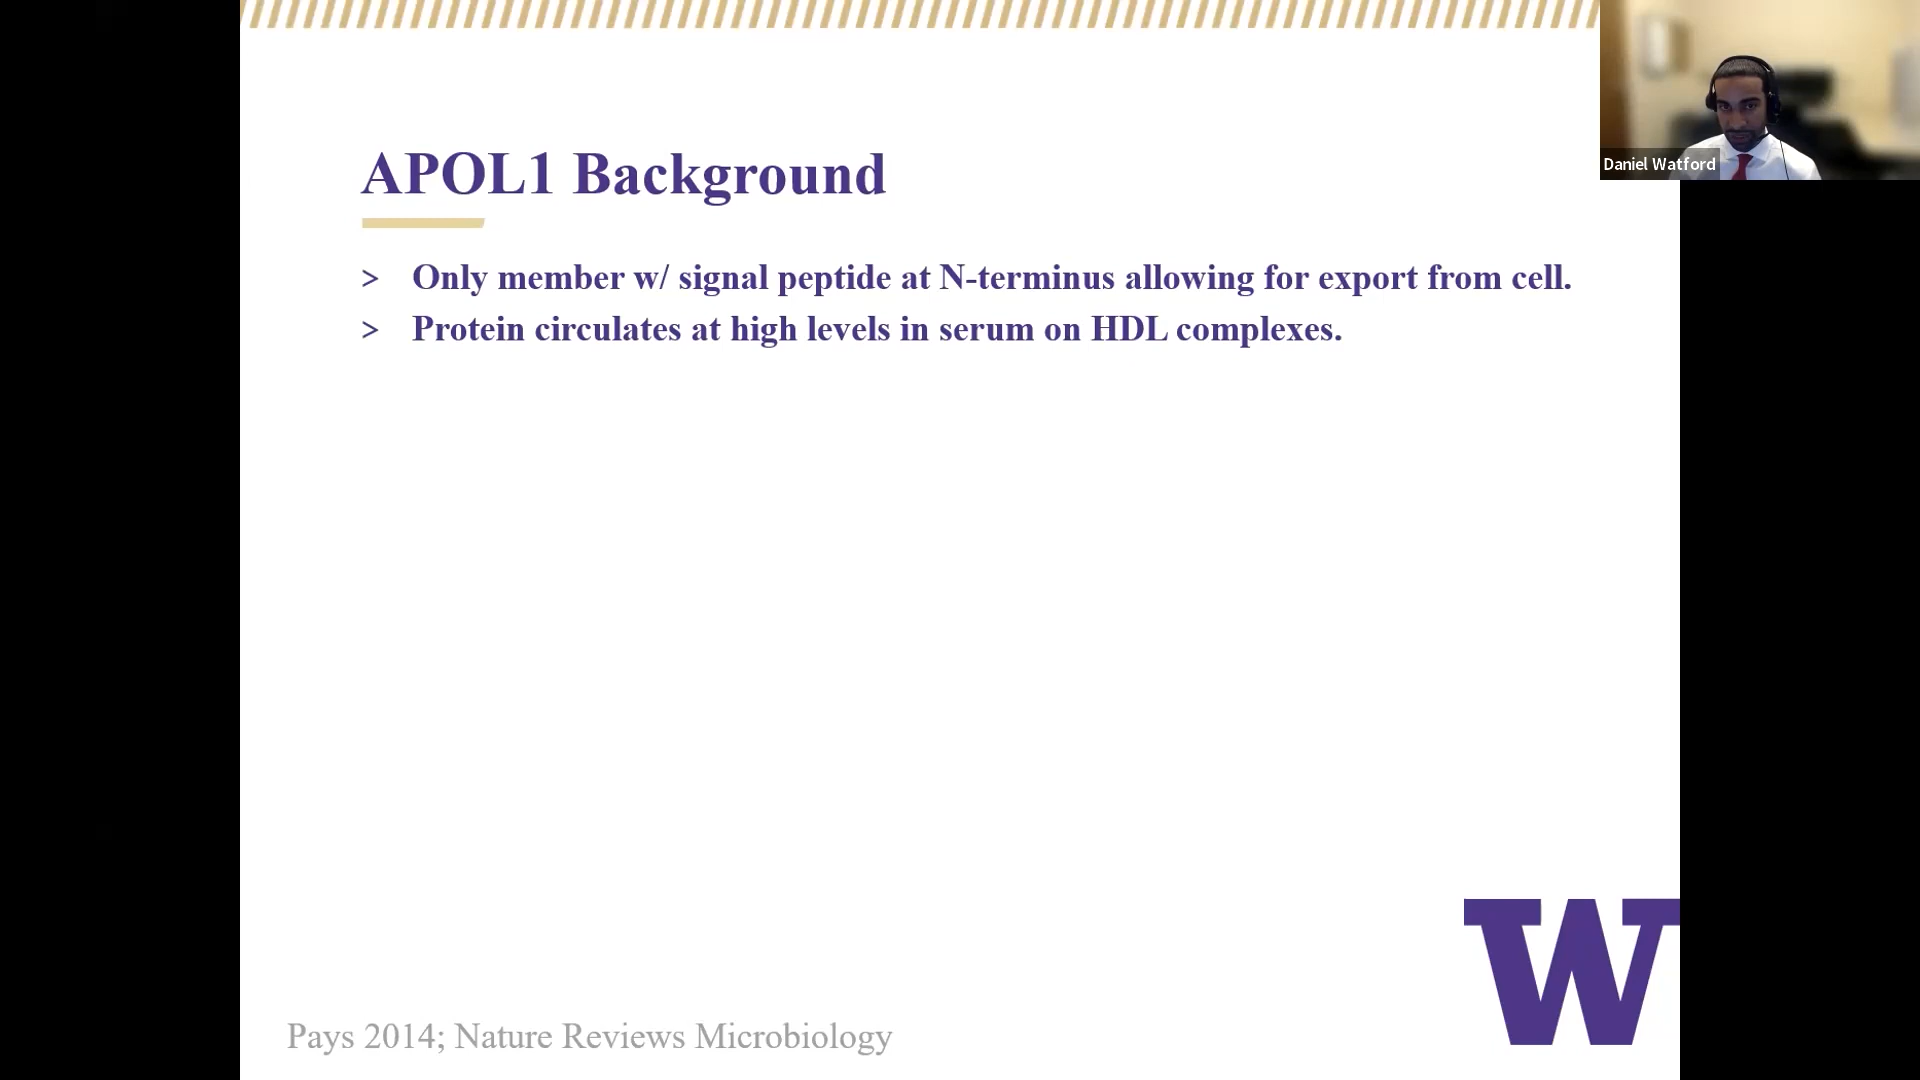 APOL1 Background
> Only member w/ signal peptide at N-terminus allowing for export from cell.
> Protein circulates at high levels in serum on HDL complexes.
Pays 2014; Nature Reviews Microbiology
W
Daniel Watford